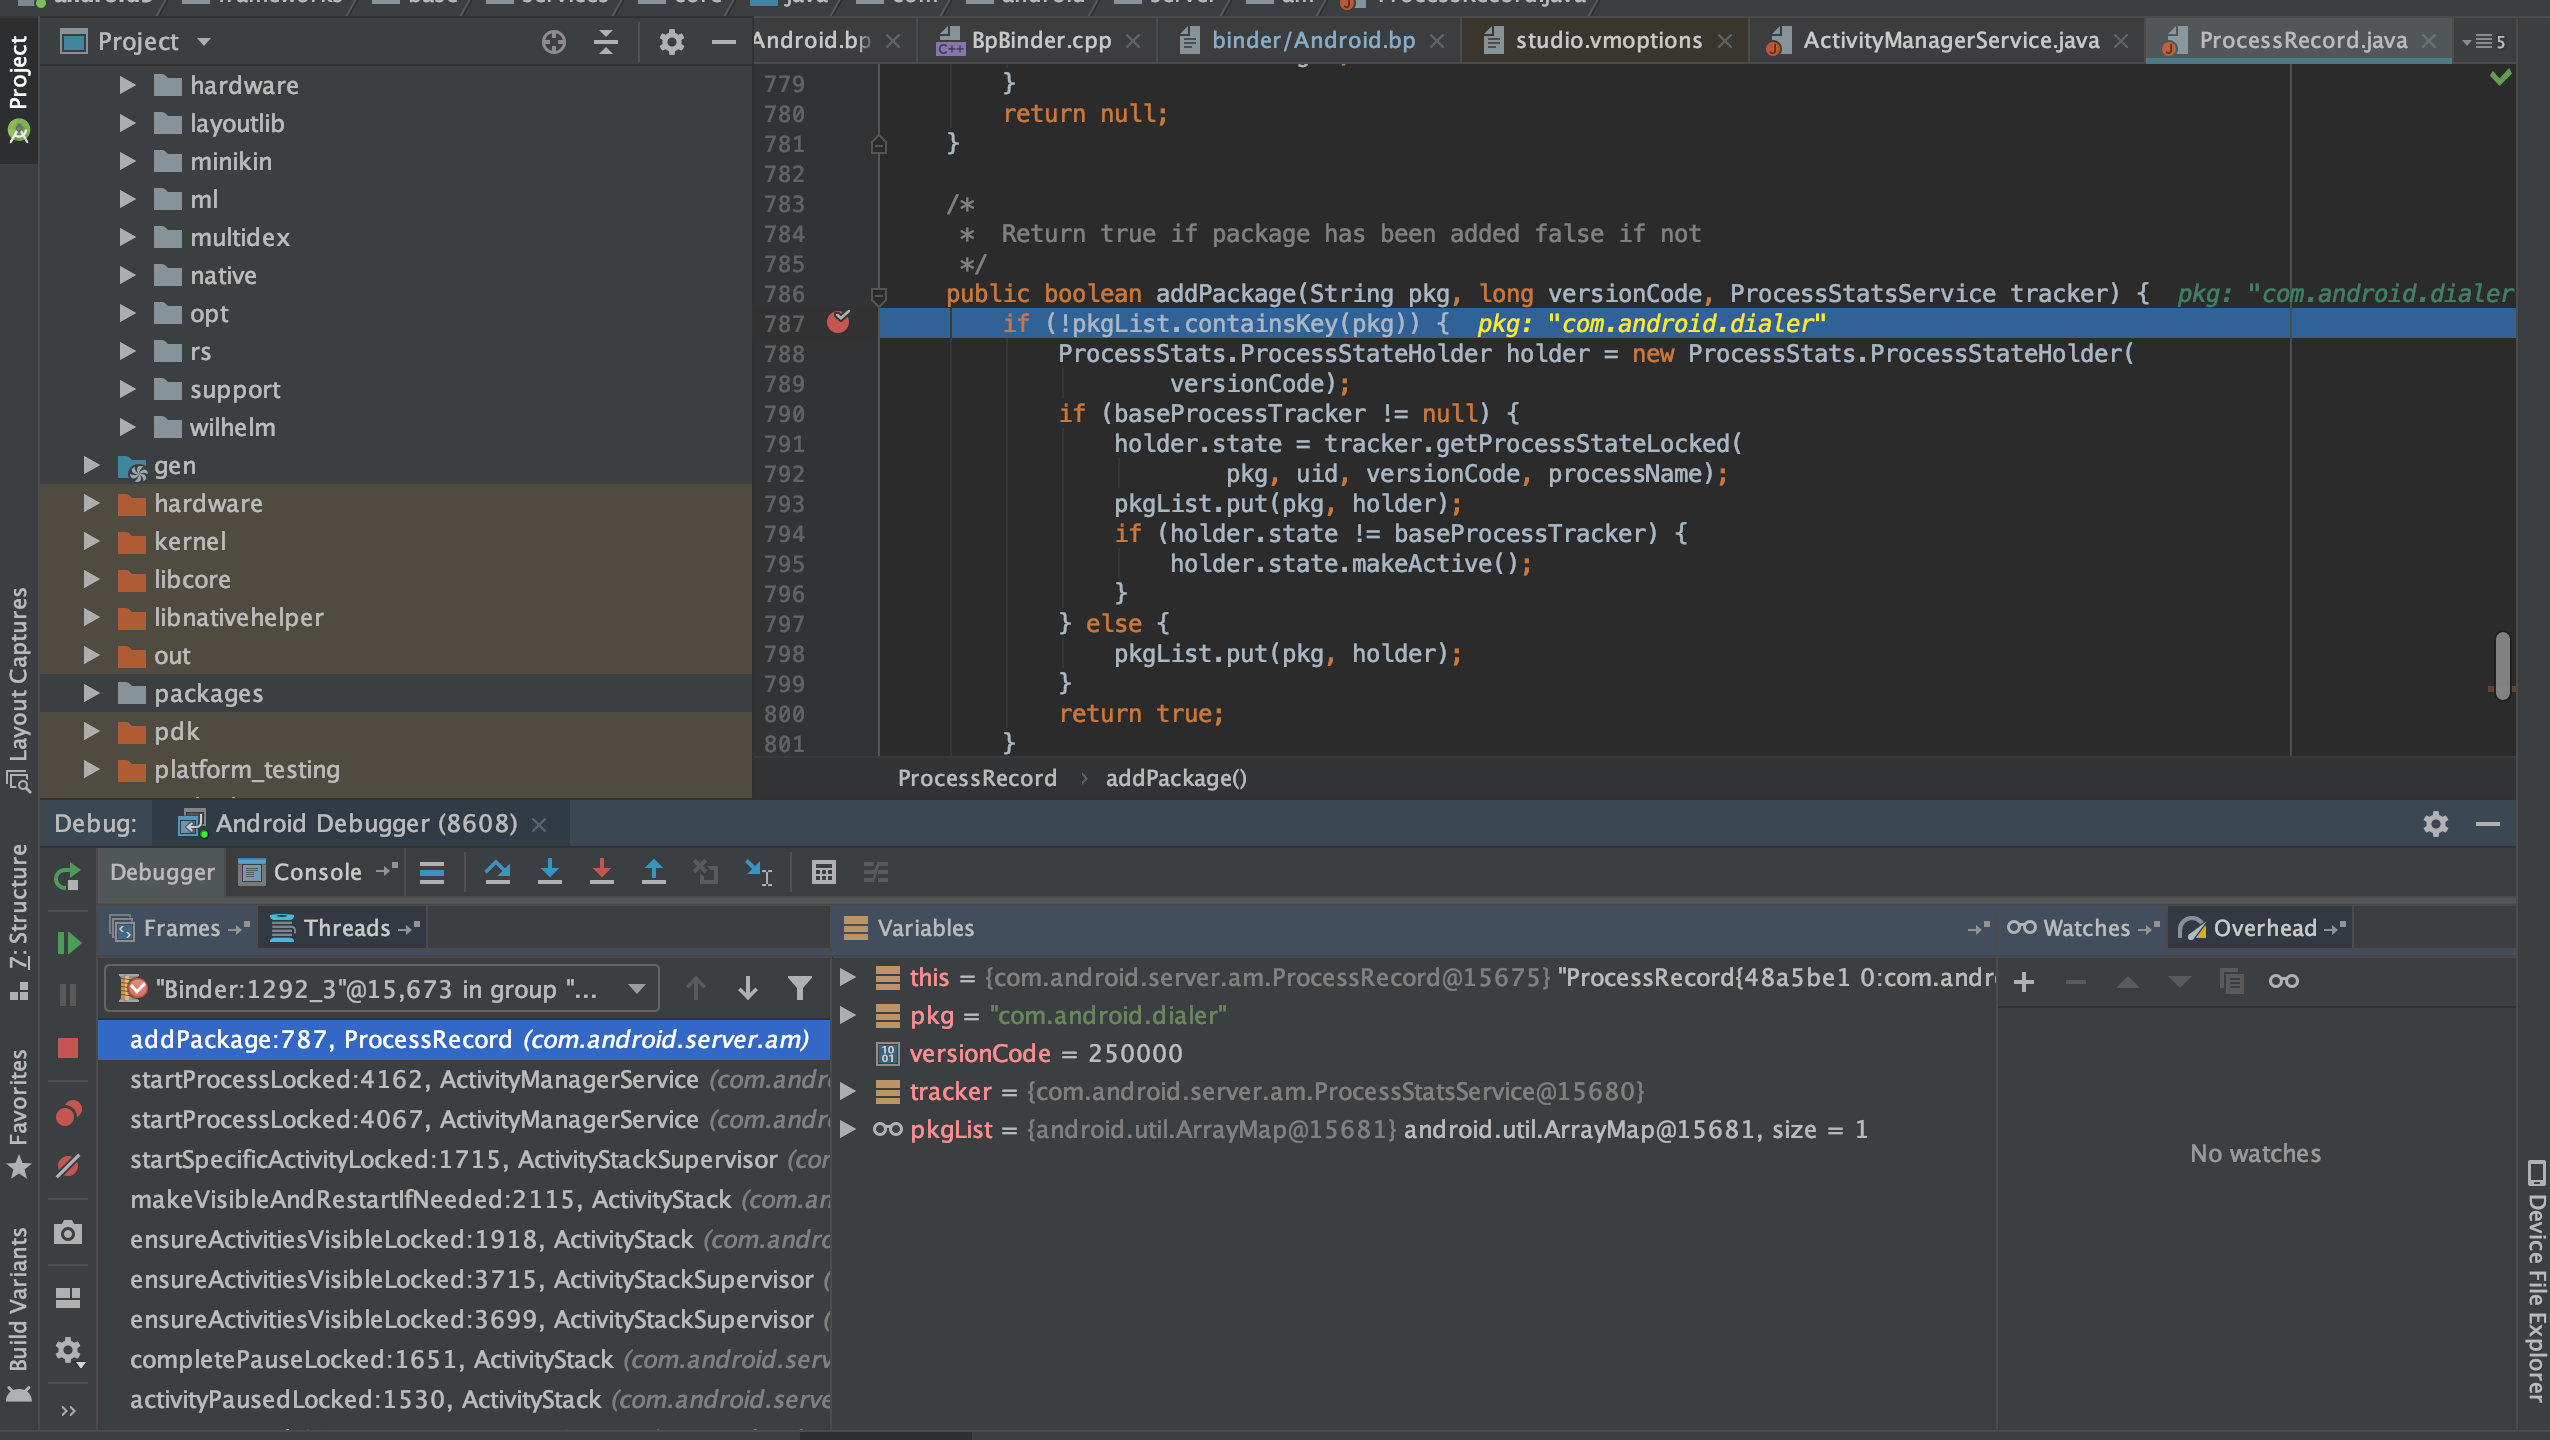 frameworks
base
services
core
java
com
android
server
am
ProcessRecord.java
Project
Android.bp
BpBinder.cpp
binder/Android.bp
studio.vmoptions
ActivityManagerService.java
ProcessRecord.java
5
Project
hardware
layoutlib
minikin
ml
multidex
native
opt
rs
support
wilhelm
gen
hardware
kernel
libcore
libnativehelper
out
packages
pdk
platform_testing
779 }
780 return null;
781 }
782
783 /*
784 * Return true if package has been added false if not
785 */
786 public boolean addPackage(String pkg, long versionCode, ProcessStatsService tracker) { pkg: "com.android.dialer
787 if (!pkgList.containsKey(pkg)) { pkg: "com.android.dialer"
788 ProcessStats.ProcessStateHolder holder = new ProcessStats.ProcessStateHolder(
789 versionCode);
790 if (baseProcessTracker != null) {
791 holder.state = tracker.getProcessStateLocked(
792 pkg, uid, versionCode, processName);
793 pkgList.put(pkg, holder);
794 if (holder.state != baseProcessTracker) {
795 holder.state.makeActive();
796 }
797 } else {
798 pkgList.put(pkg, holder);
799 }
800 return true;
801 }
ProcessRecord › addPackage()
Layout Captures
Z: Structure
Favorites
Build Variants
Device File Explorer
Debug: Android Debugger (8608)
Debugger Console
Frames Threads
Variables
Watches Overhead
"Binder:1292_3"@15,673 in group "...
addPackage:787, ProcessRecord (com.android.server.am)
startProcessLocked:4162, ActivityManagerService (com.andr
startProcessLocked:4067, ActivityManagerService (com.andr
startSpecificActivityLocked:1715, ActivityStackSupervisor (cor
makeVisibleAndRestartIfNeeded:2115, ActivityStack (com.an
ensureActivitiesVisibleLocked:1918, ActivityStack (com.andro
ensureActivitiesVisibleLocked:3715, ActivityStackSupervisor (
ensureActivitiesVisibleLocked:3699, ActivityStackSupervisor (
completePauseLocked:1651, ActivityStack (com.android.serv
activityPausedLocked:1530, ActivityStack (com.android.serve
this = {com.android.server.am.ProcessRecord@15675} "ProcessRecord{48a5be1 0:com.andr
pkg = "com.android.dialer"
versionCode = 250000
tracker = {com.android.server.am.ProcessStatsService@15680}
pkgList = {android.util.ArrayMap@15681} android.util.ArrayMap@15681, size = 1
No watches